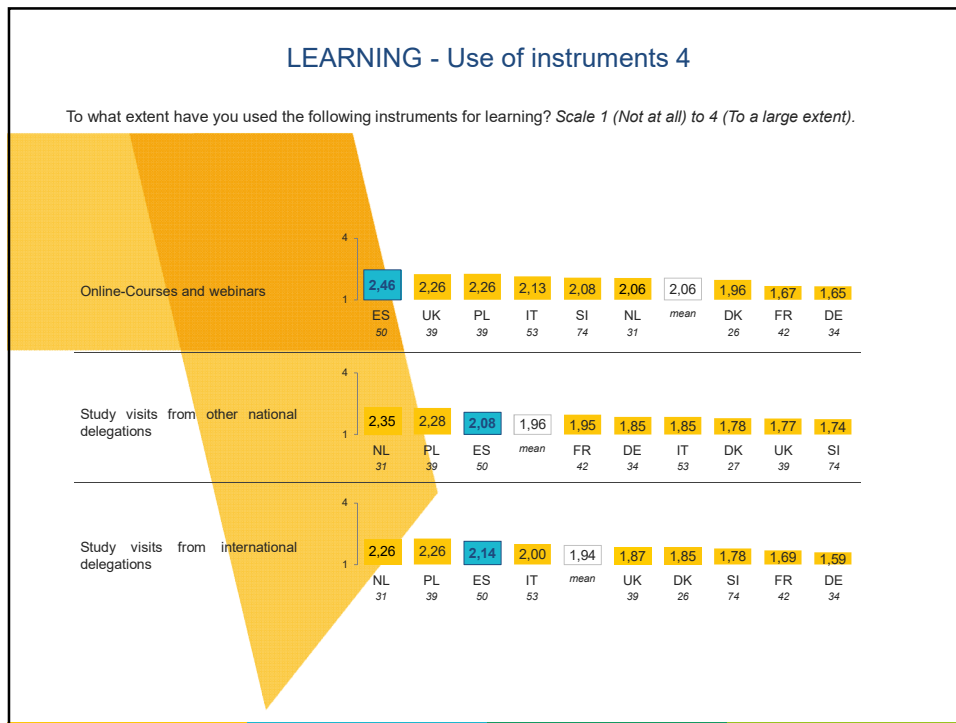 LEARNING - Use of instruments 4
To what extent have you used the following instruments for learning? Scale 1 (Not at all) to 4 (To a large extent).
Online-Courses and webinars
4
1
2,46 2,26 2,26 2,13 2,08 2,06 2,06 1,96 1,67 1,65
ES UK PL IT SI NL mean DK FR DE
50 39 39 53 74 31 26 42 34
Study visits from other national
delegations
4
1
2,35 2,28 2,08 1,96 1,95 1,85 1,85 1,78 1,77 1,74
NL PL ES mean FR DE IT DK UK SI
31 39 50 42 34 53 27 39 74
Study visits from international
delegations
4
1
2,26 2,26 2,14 2,00 1,94 1,87 1,85 1,78 1,69 1,59
NL PL ES IT mean UK DK SI FR DE
31 39 50 53 39 26 74 42 34